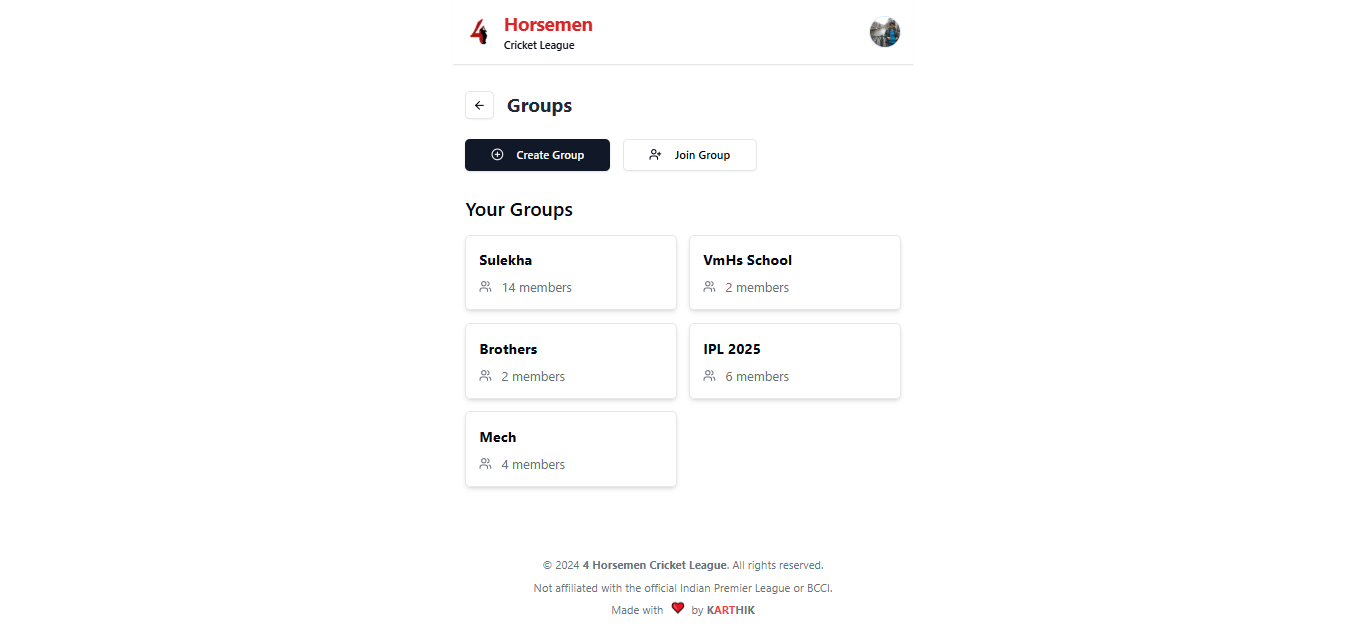 4 Horsemen
Cricket League
Groups
Create Group
Join Group
Your Groups
Sulekha
14 members
VmHs School
2 members
Brothers
2 members
IPL 2025
6 members
Mech
4 members
© 2024 4 Horsemen Cricket League. All rights reserved.
Not affiliated with the official Indian Premier League or BCCI.
Made with ❤ by KARTHIK